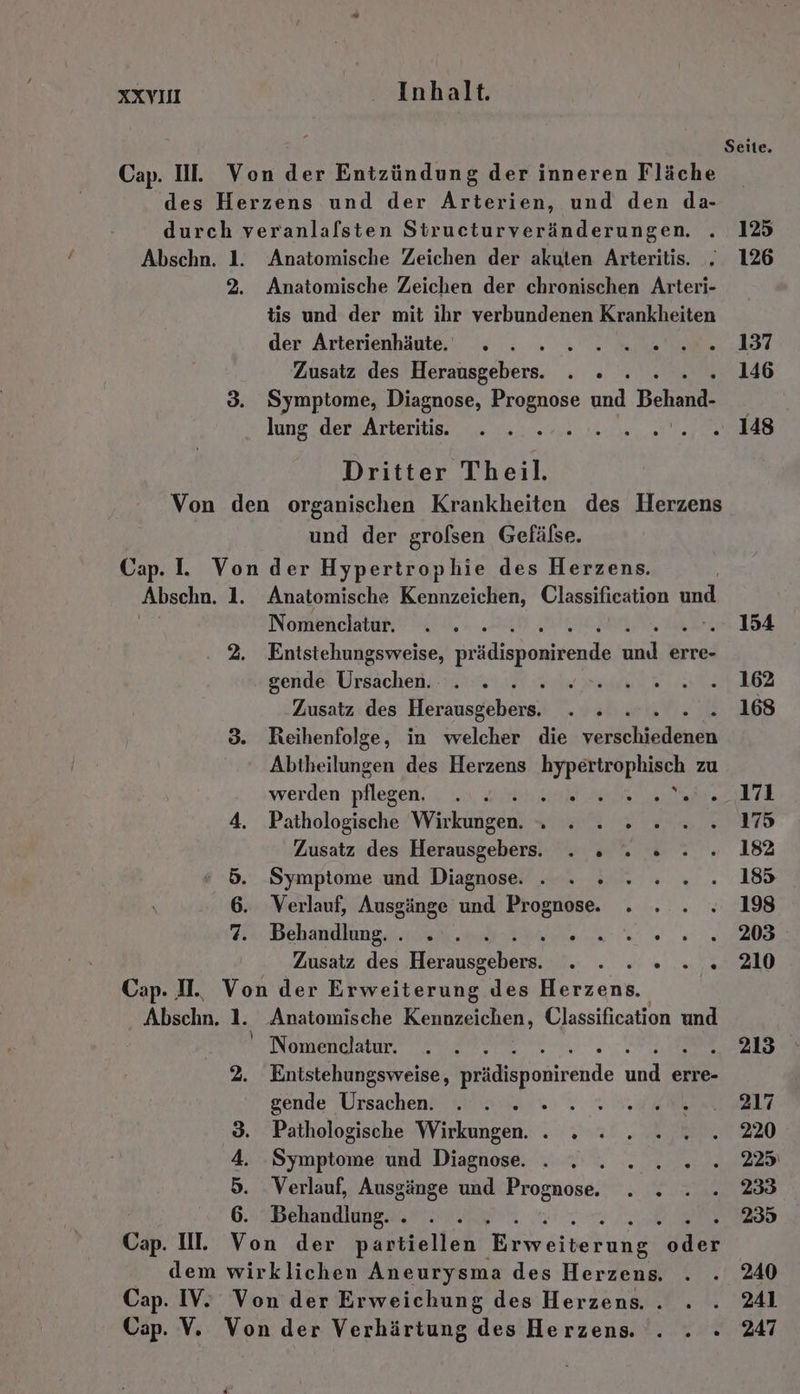 XXVIII Inhalt.
Seite.
Cap. III. Von der Entzündung der inneren Fläche
des Herzens und der Arterien, und den da-
durch veranlafsten Structurveränderungen. . 125
Abschn. 1. Anatomische Zeichen der akuten Arteritis. . 126
2. Anatomische Zeichen der chronischen Arteri-
tis und der mit ihr verbundenen Krankheiten
der Arterienhäute. . . . . . . . . . 137
Zusatz des Herausgebers. . . . . . . 146
3. Symptome, Diagnose, Prognose und Behand-
lung der Arteritis. . . . . . . . . . 148
Dritter Theil.
Von den organischen Krankheiten des Herzens
und der grofsen Gefäfse.
Cap. I. Von der Hypertrophie des Herzens.
Abschn. 1. Anatomische Kennzeichen, Classification und
Nomenclatur. . . . . . . . . . . . 154
2. Entstehungsweise, prädisponirende und erre-
gende Ursachen. . . . . . . . . . . 162
Zusatz des Herausgebers. . . . . . . 168
3. Reihenfolge, in welcher die verschiedenen
Abtheilungen des Herzens hypertrophisch zu
werden pflegen. . . . . . . . . . . 171
4. Pathologische Wirkungen. . . . . . . . 175
Zusatz des Herausgebers. . . . . . . 182
5. Symptome und Diagnose. . . . . . . . 185
6. Verlauf, Ausgänge und Prognose. . . . . 198
7. Behandlung. . . . . . . . . . . . . 203
Zusatz des Herausgebers. . . . . . . 210
Cap. II. Von der Erweiterung des Herzens.
Abschn. 1. Anatomische Kennzeichen, Classification und
Nomenclatur. . . . . . . . . . . . 213
2. Entstehungsweise, prädisponirende und erre-
gende Ursachen. . . . . . . . . . . 217
3. Pathologische Wirkungen. . . . . . . . 220
4. Symptome und Diagnose. . . . . . . . 225
5. Verlauf, Ausgänge und Prognose. . . . . 233
6. Behandlung. . . . . . . . . . . . . 235
Cap. III. Von der partiellen Erweiterung oder
dem wirklichen Aneurysma des Herzens. . . 240
Cap. IV. Von der Erweichung des Herzens. . . . 241
Cap. V. Von der Verhärtung des Herzens. . . . 247